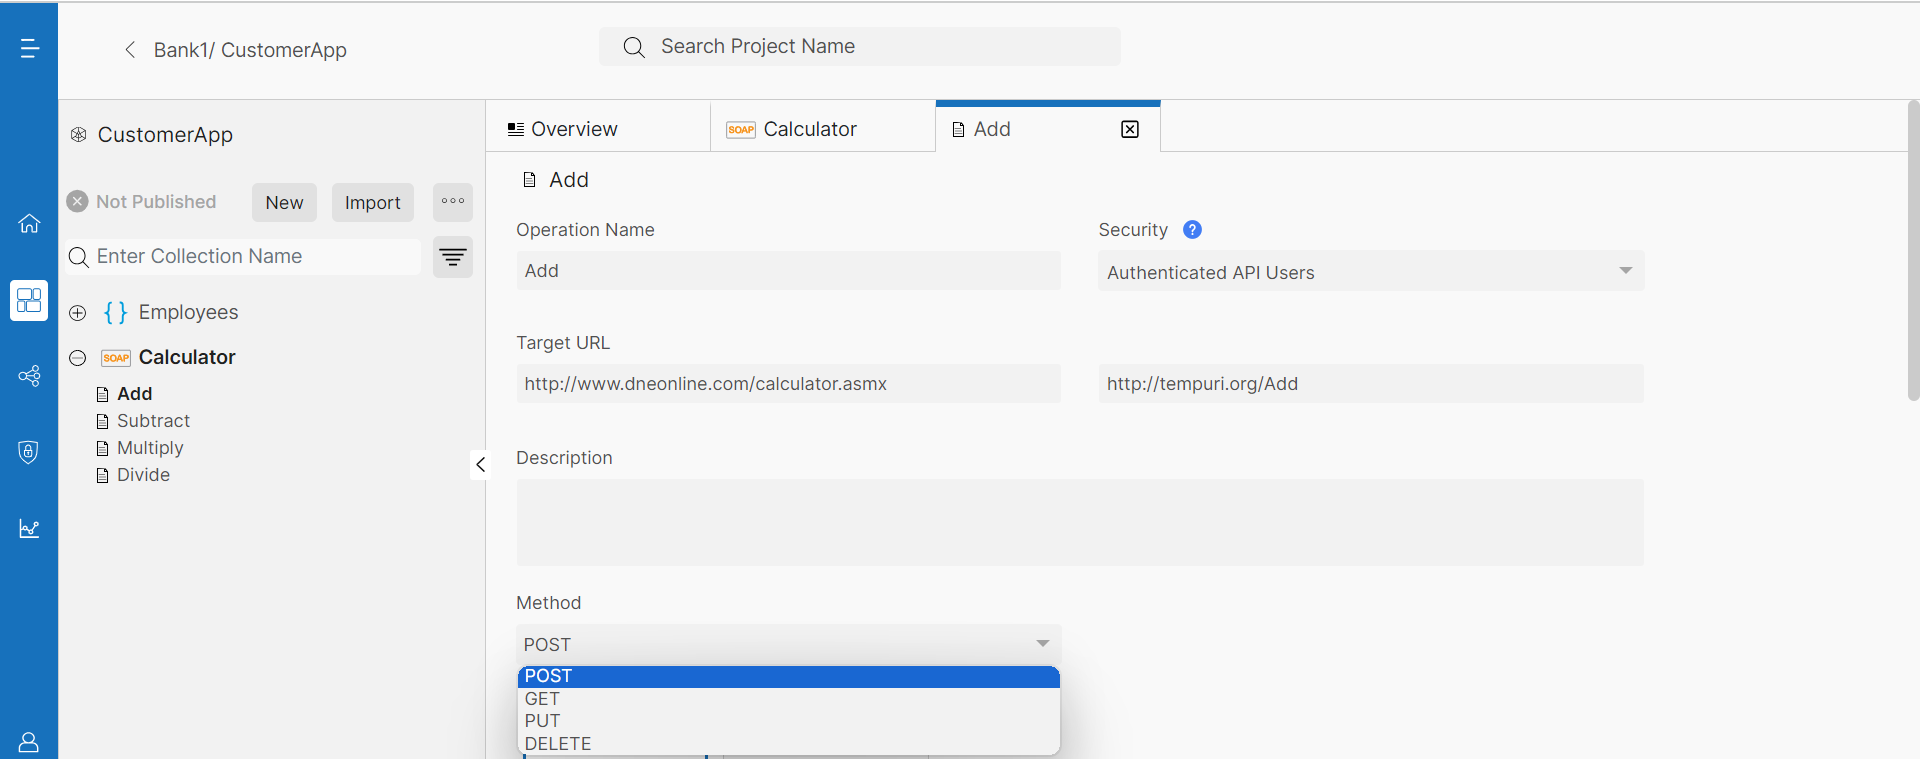 Bank1/ CustomerApp
Search Project Name
CustomerApp
Not Published
New
Import
Enter Collection Name
{ } Employees
SOAP Calculator
Add
Subtract
Multiply
Divide
Overview
SOAP Calculator
Add
Add
Operation Name
Security ?
Add
Authenticated API Users
Target URL
http://www.dneonline.com/calculator.asmx
http://tempuri.org/Add
Description
Method
POST
POST
GET
PUT
DELETE